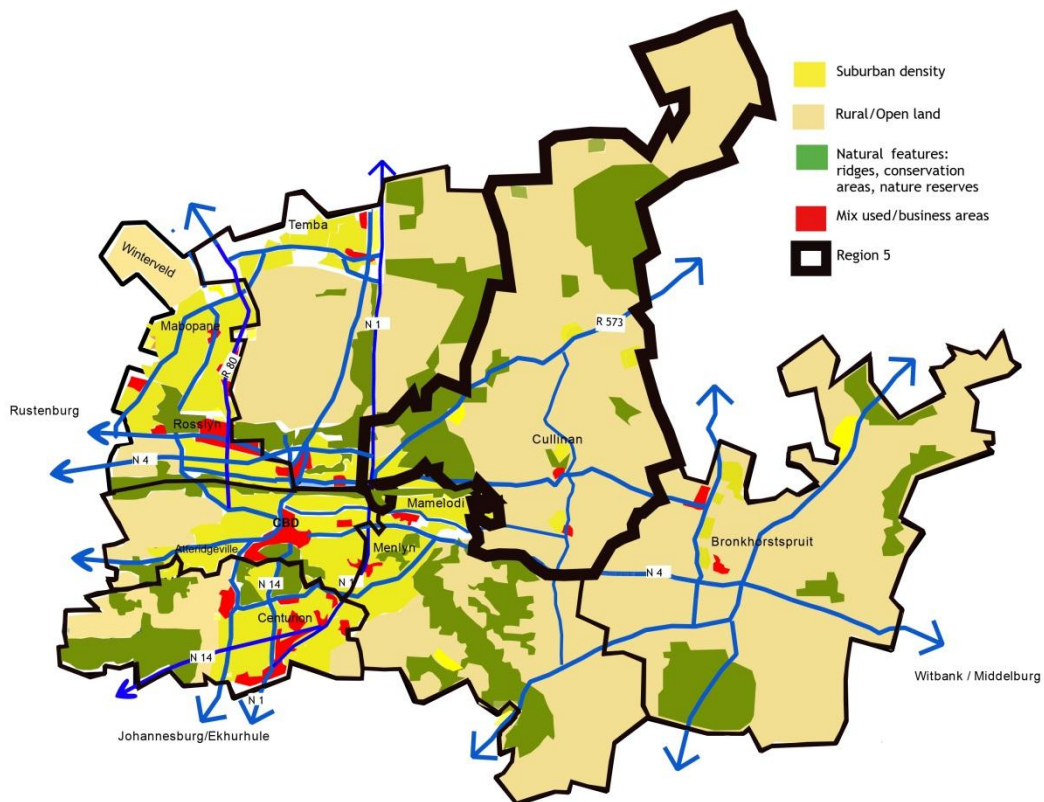 Suburban density
Rural/Open land
Natural features:
ridges, conservation
areas, nature reserves
Mix used/business areas
Region 5
Temba
Winterveld
Mabopane
N 1
R 80
R 573
Rustenburg
Rosslyn
N 4
Cullinan
Mamelodi
CBD
Menlyn
Atteridgeville
Bronkhorstspruit
N 4
N 14
N 1
Centurion
N 14
N 1
Witbank / Middelburg
Johannesburg/Ekhurhule